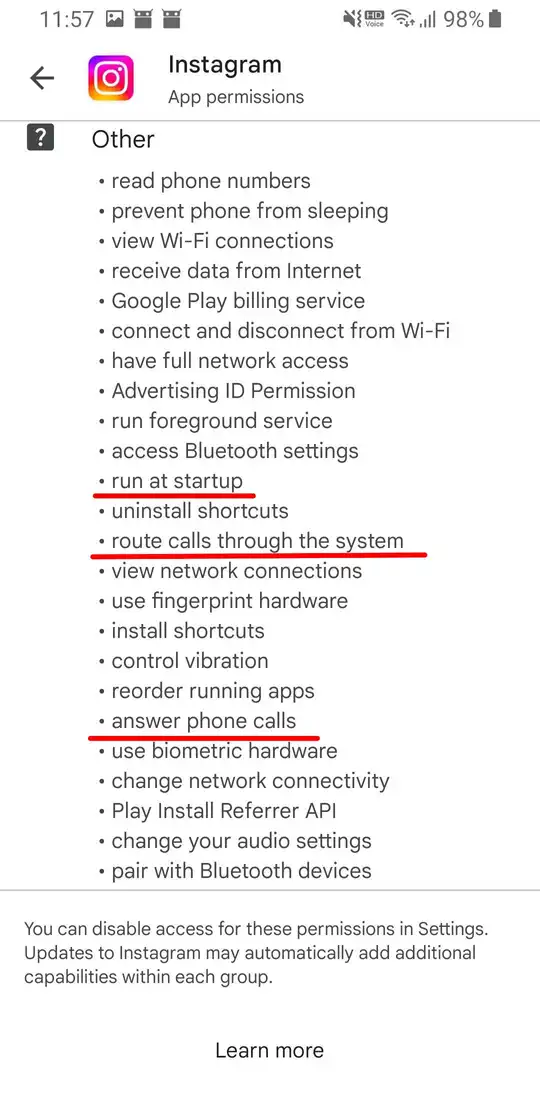 11:57 HD Voice 98%
Instagram
App permissions
? Other
• read phone numbers
• prevent phone from sleeping
• view Wi-Fi connections
• receive data from Internet
• Google Play billing service
• connect and disconnect from Wi-Fi
• have full network access
• Advertising ID Permission
• run foreground service
• access Bluetooth settings
• run at startup
• uninstall shortcuts
• route calls through the system
• view network connections
• use fingerprint hardware
• install shortcuts
• control vibration
• reorder running apps
• answer phone calls
• use biometric hardware
• change network connectivity
• Play Install Referrer API
• change your audio settings
• pair with Bluetooth devices
You can disable access for these permissions in Settings.
Updates to Instagram may automatically add additional
capabilities within each group.
Learn more